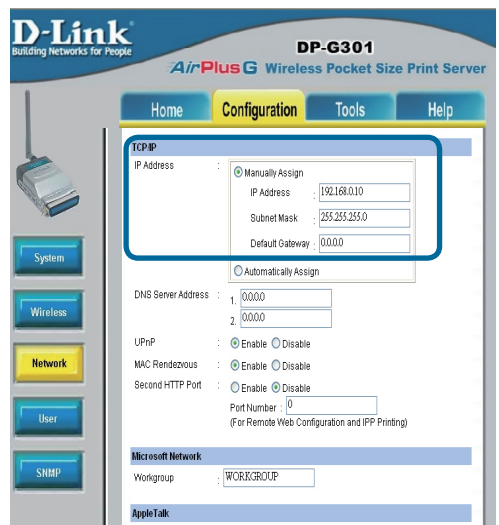 D-Link
Building Networks for People
DP-G301
AirPlus G Wireless Pocket Size Print Server
Home Configuration Tools Help
TCP/IP
IP Address : Manually Assign
IP Address : 192.168.0.10
Subnet Mask : 255.255.255.0
Default Gateway : 0.0.0.0
Automatically Assign
DNS Server Address : 1. 0.0.0.0
2. 0.0.0.0
UPnP : Enable Disable
MAC Rendezvous : Enable Disable
Second HTTP Port : Enable Disable
Port Number : 0
(For Remote Web Configuration and IPP Printing)
Microsoft Network
Workgroup : WORKGROUP
AppleTalk
System
Wireless
Network
User
SNMP